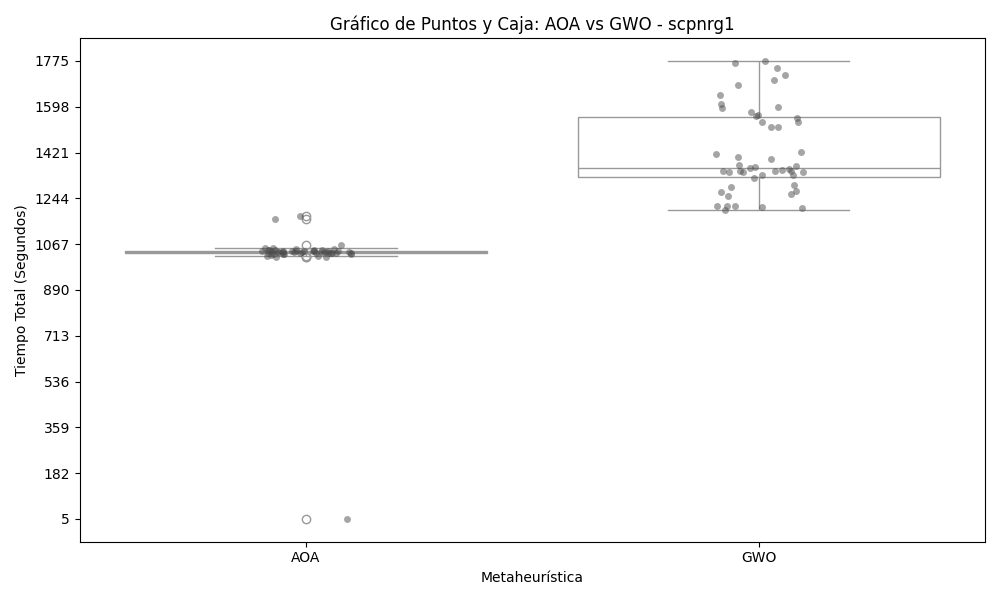 Gráfico de Puntos y Caja: AOA vs GWO - scpnrg1
Tiempo Total (Segundos)
1775
1598
1421
1244
1067
890
713
536
359
182
5
AOA
GWO
Metaheurística